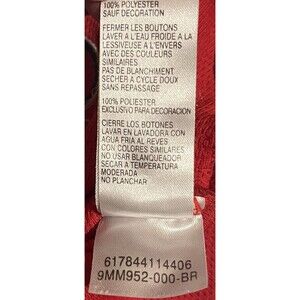 100% POLYESTER
SAUF DECORATION
FERMER LES BOUTONS
LAVER A L'EAU FROIDE A LA
LESSIVEUSE A L'ENVERS
AVEC DES COULEURS
SIMILAIRES
PAS DE BLANCHIMENT
SECHER A CYCLE DOUX
SANS REPASSAGE
100% POLIESTER
EXCLUSIVO PARA DECORACION
CIERRE LOS BOTONES
LAVAR EN LAVADORA CON
AGUA FRIA AL REVES
CON COLORES SIMILARES
NO USAR BLANQUEADOR
SECAR A TEMPERATURA
MODERADA
NO PLANCHAR
617844114406
9MM952-000-BR